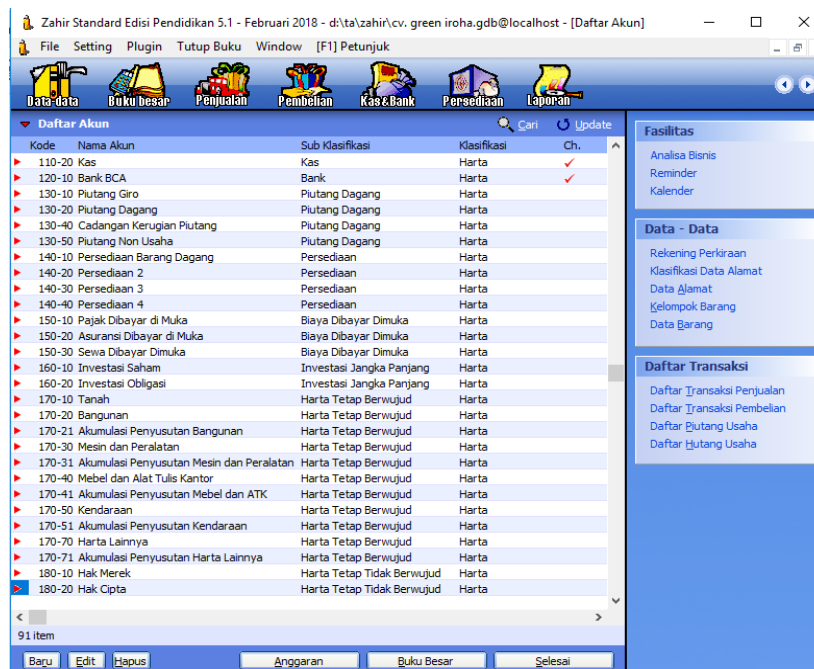 Zahir Standard Edisi Pendidikan 5.1 - Februari 2018 - d:\ta\zahir\cv. green iroha.gdb@localhost - [Daftar Akun]
File Setting Plugin Tutup Buku Window [F1] Petunjuk
Data-data Buku besar Penjualan Pembelian Kas&Bank Persediaan Laporan
Daftar Akun Cari Update
Kode Nama Akun Sub Klasifikasi Klasifikasi Ch.
110-20 Kas Kas Harta ✓
120-10 Bank BCA Bank Harta ✓
130-10 Piutang Giro Piutang Dagang Harta
130-20 Piutang Dagang Piutang Dagang Harta
130-40 Cadangan Kerugian Piutang Piutang Dagang Harta
130-50 Piutang Non Usaha Piutang Dagang Harta
140-10 Persediaan Barang Dagang Persediaan Harta
140-20 Persediaan 2 Persediaan Harta
140-30 Persediaan 3 Persediaan Harta
140-40 Persediaan 4 Persediaan Harta
150-10 Pajak Dibayar di Muka Biaya Dibayar Dimuka Harta
150-20 Asuransi Dibayar di Muka Biaya Dibayar Dimuka Harta
150-30 Sewa Dibayar Dimuka Biaya Dibayar Dimuka Harta
160-10 Investasi Saham Investasi Jangka Panjang Harta
160-20 Investasi Obligasi Investasi Jangka Panjang Harta
170-10 Tanah Harta Tetap Berwujud Harta
170-20 Bangunan Harta Tetap Berwujud Harta
170-21 Akumulasi Penyusutan Bangunan Harta Tetap Berwujud Harta
170-30 Mesin dan Peralatan Harta Tetap Berwujud Harta
170-31 Akumulasi Penyusutan Mesin dan Peralatan Harta Tetap Berwujud Harta
170-40 Mebel dan Alat Tulis Kantor Harta Tetap Berwujud Harta
170-41 Akumulasi Penyusutan Mebel dan ATK Harta Tetap Berwujud Harta
170-50 Kendaraan Harta Tetap Berwujud Harta
170-51 Akumulasi Penyusutan Kendaraan Harta Tetap Berwujud Harta
170-70 Harta Lainnya Harta Tetap Berwujud Harta
170-71 Akumulasi Penyusutan Harta Lainnya Harta Tetap Berwujud Harta
180-10 Hak Merek Harta Tetap Tidak Berwujud Harta
180-20 Hak Cipta Harta Tetap Tidak Berwujud Harta
91 item
Baru Edit Hapus Anggaran Buku Besar Selesai
Fasilitas
Analisa Bisnis
Reminder
Kalender
Data - Data
Rekening Perkiraan
Klasifikasi Data Alamat
Data Alamat
Kelompok Barang
Data Barang
Daftar Transaksi
Daftar Transaksi Penjualan
Daftar Transaksi Pembelian
Daftar Piutang Usaha
Daftar Hutang Usaha